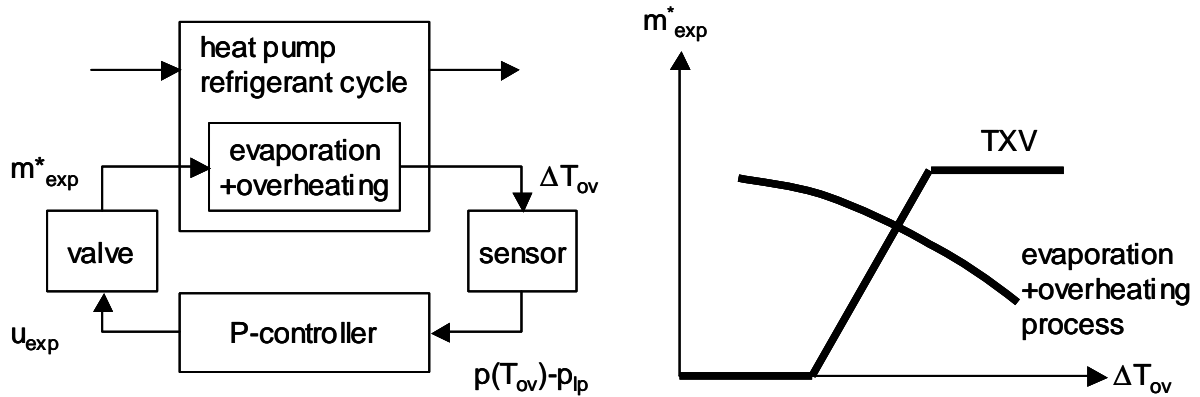 heat pump
refrigerant cycle
evaporation
+overheating
m*exp
ΔTov
valve
sensor
P-controller
uexp
p(Tov)-plp
m*exp
TXV
evaporation
+overheating
process
ΔTov